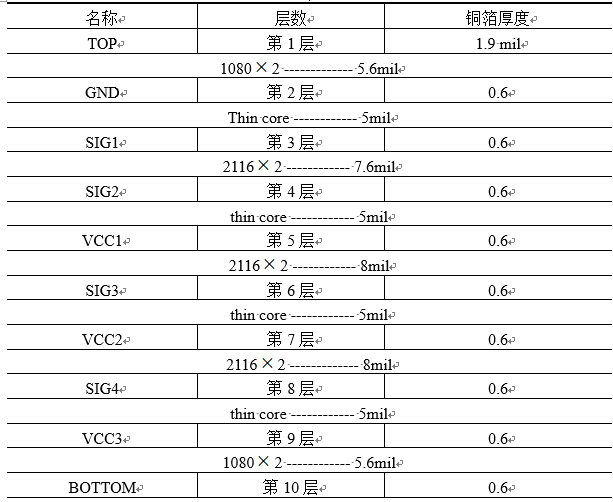 名称 层数 铜箔厚度
TOP 第 1 层 1.9 mil
1080 × 2 ------------- 5.6mil
GND 第 2 层 0.6
Thin core ------------ 5mil
SIG1 第 3 层 0.6
2116 × 2 ------------ 7.6mil
SIG2 第 4 层 0.6
thin core ------------ 5mil
VCC1 第 5 层 0.6
2116 × 2 ------------ 8mil
SIG3 第 6 层 0.6
thin core ------------ 5mil
VCC2 第 7 层 0.6
2116 × 2 ------------- 8mil
SIG4 第 8 层 0.6
thin core ------------ 5mil
VCC3 第 9 层 0.6
1080 × 2 ------------ 5.6mil
BOTTOM 第 10 层 0.6